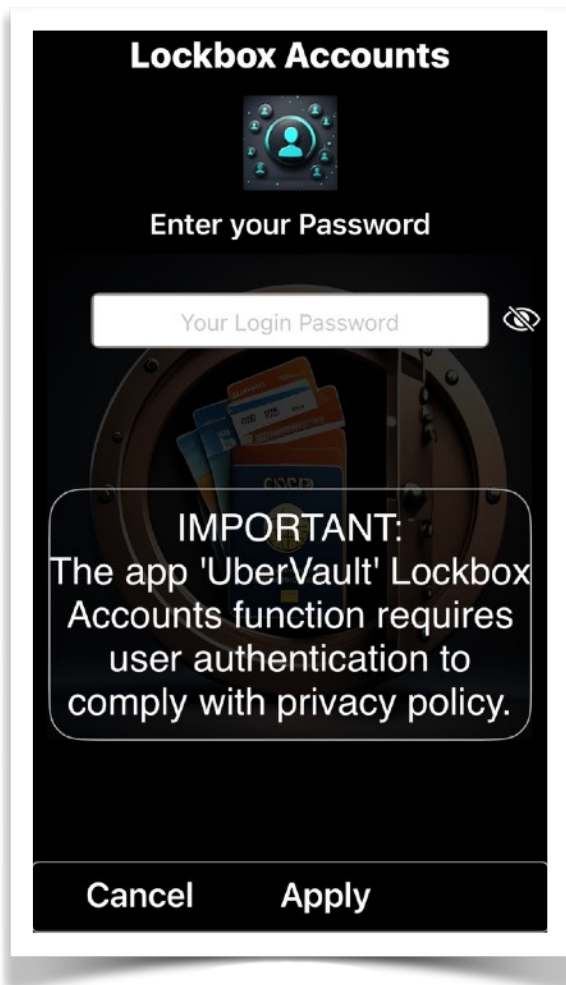 Lockbox Accounts
Enter your Password
Your Login Password
IMPORTANT:
The app 'UberVault' Lockbox
Accounts function requires
user authentication to
comply with privacy policy.
Cancel Apply